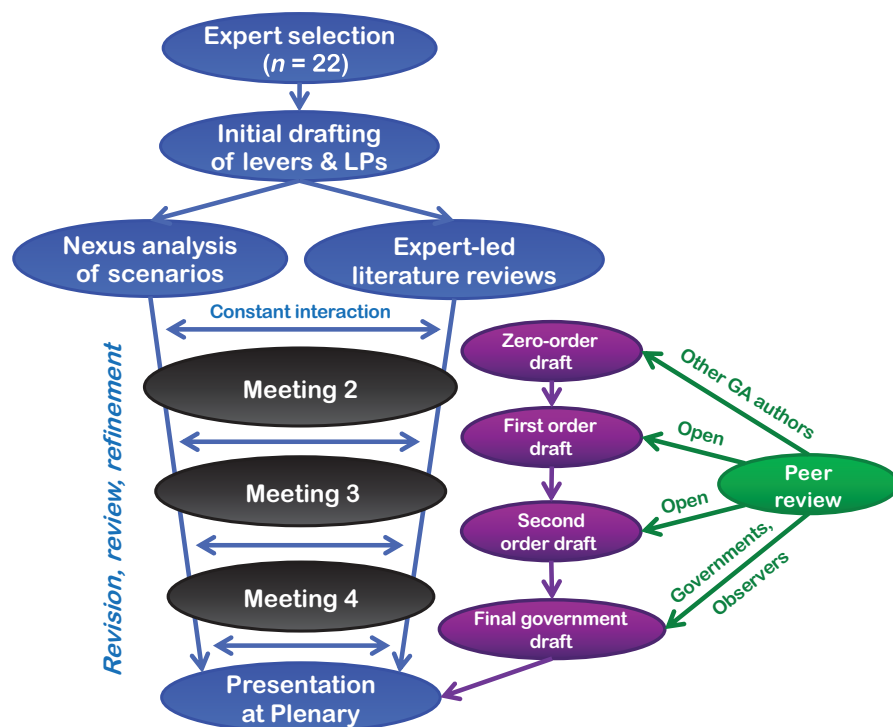 Expert selection
(n = 22)
Initial drafting
of levers & LPs
Nexus analysis
of scenarios
Expert-led
literature reviews
Constant interaction
Revision, review, refinement
Meeting 2
Meeting 3
Meeting 4
Presentation
at Plenary
Zero-order
draft
First order
draft
Second
order draft
Final government
draft
Other GA authors
Open
Open
Governments,
Observers
Peer
review